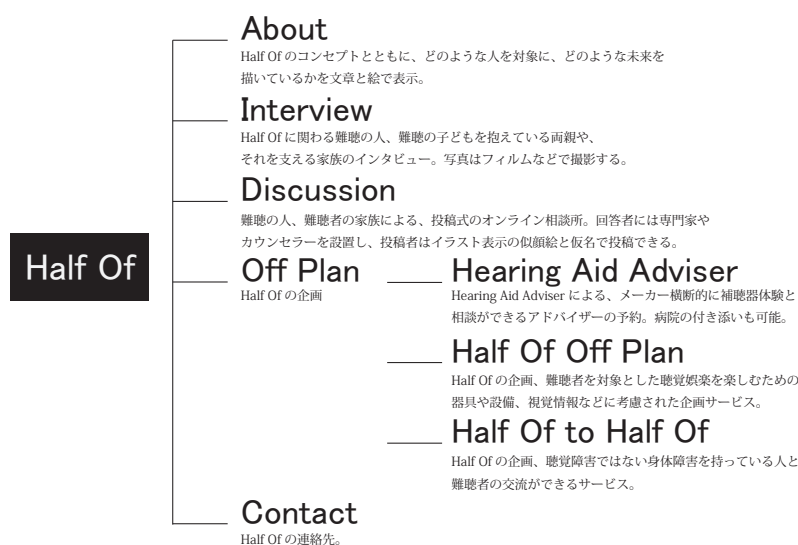 About
Half Of のコンセプトとともに、どのような人を対象に、どのような未来を
描いているかを文章と絵で表示。
Interview
Half Of に関わる難聴の人、難聴の子どもを抱えている両親や、
それを支える家族のインタビュー。写真はフィルムなどで撮影する。
Discussion
難聴の人、難聴者の家族による、投稿式のオンライン相談所。回答者には専門家や
カウンセラーを設置し、投稿者はイラスト表示の似顔絵と仮名で投稿できる。
Half Of
Off Plan
Half Of の企画
Hearing Aid Adviser
Hearing Aid Adviser による、メーカー横断的に補聴器体験と
相談ができるアドバイザーの予約。病院の付き添いも可能。
Half Of Off Plan
Half Of の企画、難聴者を対象とした聴覚娯楽を楽しむための
器具や設備、視覚情報などに考慮された企画サービス。
Half Of to Half Of
Half Of の企画、聴覚障害ではない身体障害を持っている人と
難聴者の交流ができるサービス。
Contact
Half Of の連絡先。